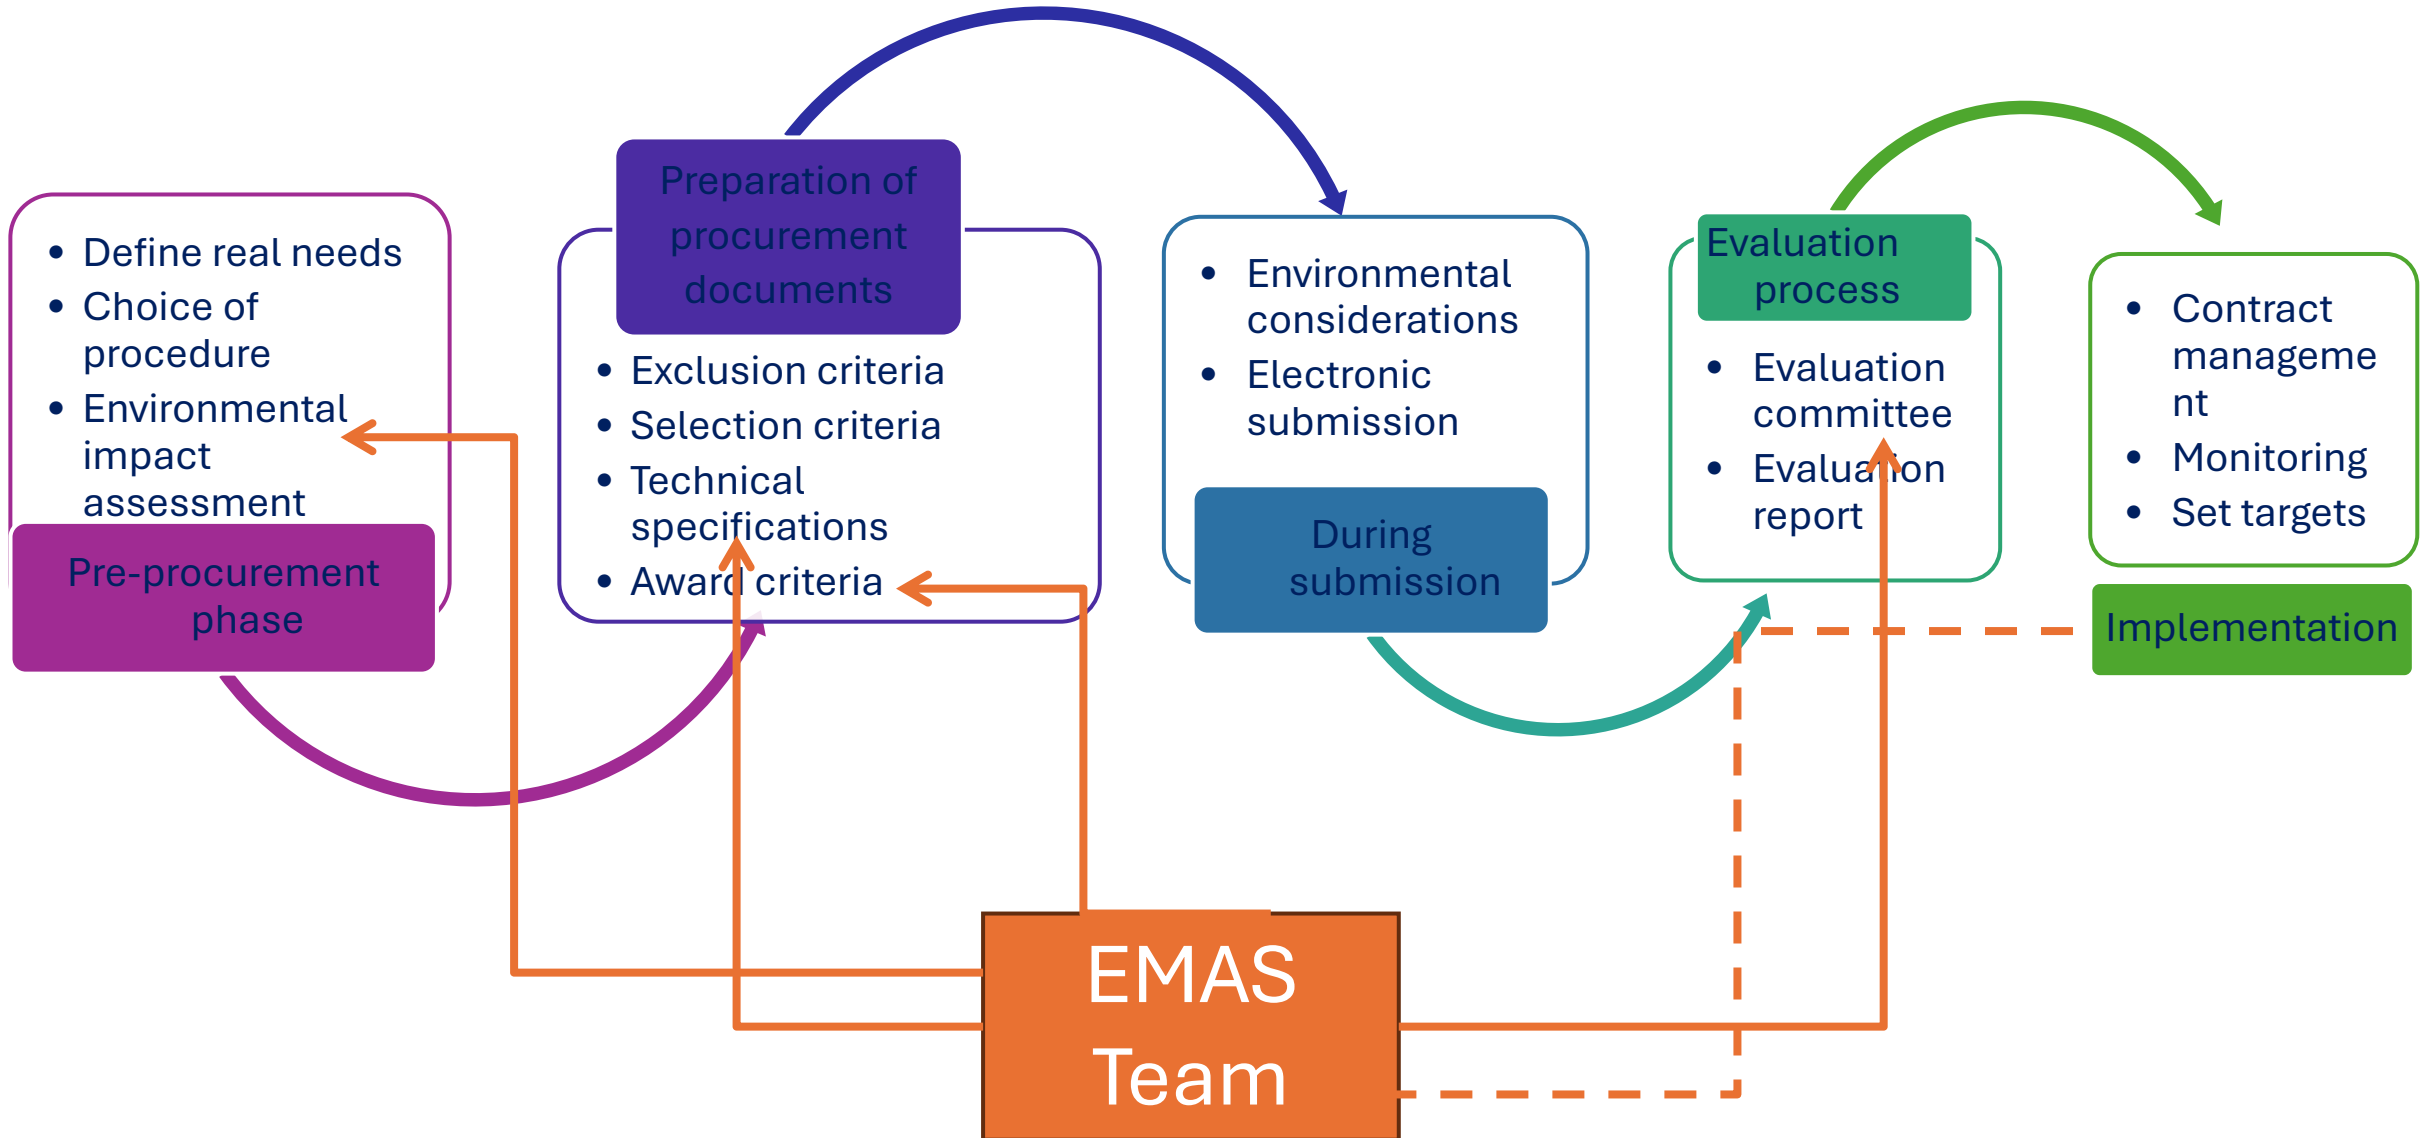 • Define real needs
• Choice of
procedure
• Environmental
impact
assessment
Pre-procurement
phase
Preparation of
procurement
documents
• Exclusion criteria
• Selection criteria
• Technical
specifications
• Award criteria
• Environmental
considerations
• Electronic
submission
During
submission
Evaluation
process
• Evaluation
committee
• Evaluation
report
• Contract
manageme
nt
• Monitoring
• Set targets
Implementation
EMAS
Team